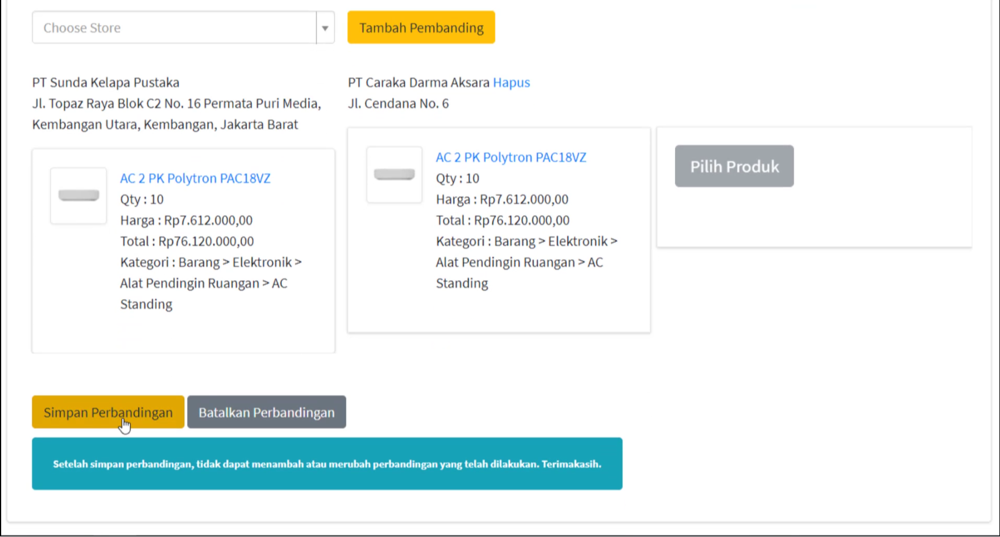 Choose Store
Tambah Pembanding
PT Sunda Kelapa Pustaka
Jl. Topaz Raya Blok C2 No. 16 Permata Puri Media,
Kembangan Utara, Kembangan, Jakarta Barat
AC 2 PK Polytron PAC18VZ
Qty : 10
Harga : Rp7.612.000,00
Total : Rp76.120.000,00
Kategori : Barang > Elektronik >
Alat Pendingin Ruangan > AC
Standing
PT Caraka Darma Aksara Hapus
Jl. Cendana No. 6
AC 2 PK Polytron PAC18VZ
Qty : 10
Harga : Rp7.612.000,00
Total : Rp76.120.000,00
Kategori : Barang > Elektronik >
Alat Pendingin Ruangan > AC
Standing
Pilih Produk
Simpan Perbandingan
Batalkan Perbandingan
Setelah simpan perbandingan, tidak dapat menambah atau merubah perbandingan yang telah dilakukan. Terimakasih.